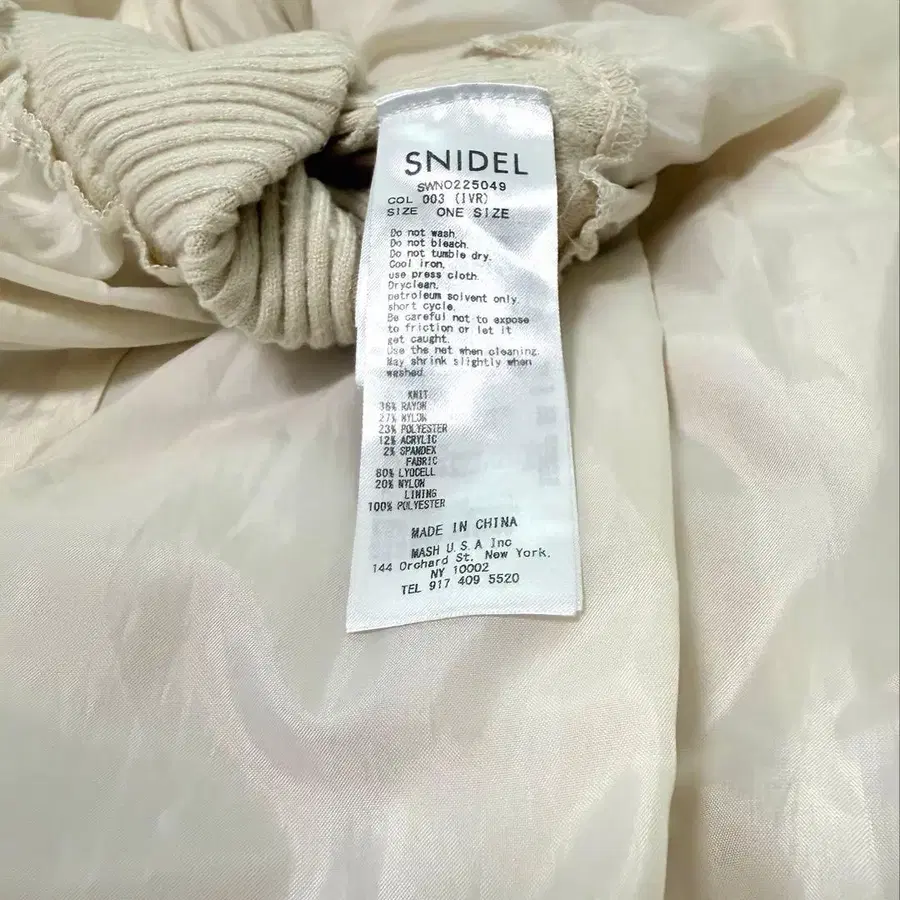 SNIDEL
SWNO225049
COL 003 (IVR)
SIZE ONE SIZE
Do not wash.
Do not bleach.
Do not tumble dry.
Cool iron,
use press cloth.
Dryclean,
petroleum solvent only.
short cycle.
Be careful not to expose
to friction or let it
get caught.
Use the net when cleaning.
May shrink slightly when
washed.
KNIT
36% RAYON
27% NYLON
23% POLYESTER
12% ACRYLIC
2% SPANDEX
FABRIC
80% LYOCELL
20% NYLON
LINING
100% POLYESTER
MADE IN CHINA
MASH U.S.A Inc
144 Orchard St. New York.
NY 10002
TEL 917 409 5520